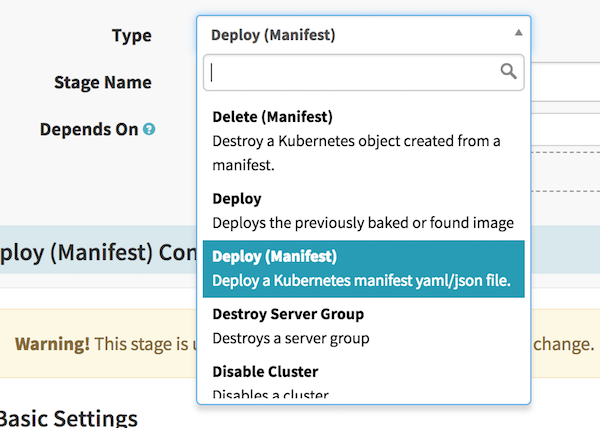 Type
Deploy (Manifest)
Stage Name
Depends On
Delete (Manifest)
Destroy a Kubernetes object created from a
manifest.
Deploy
Deploys the previously baked or found image
Deploy (Manifest)
Deploy a Kubernetes manifest yaml/json file.
Destroy Server Group
Destroys a server group
Disable Cluster
Disables a cluster
ploy (Manifest) Con
Warning! This stage is change.
Basic Settings